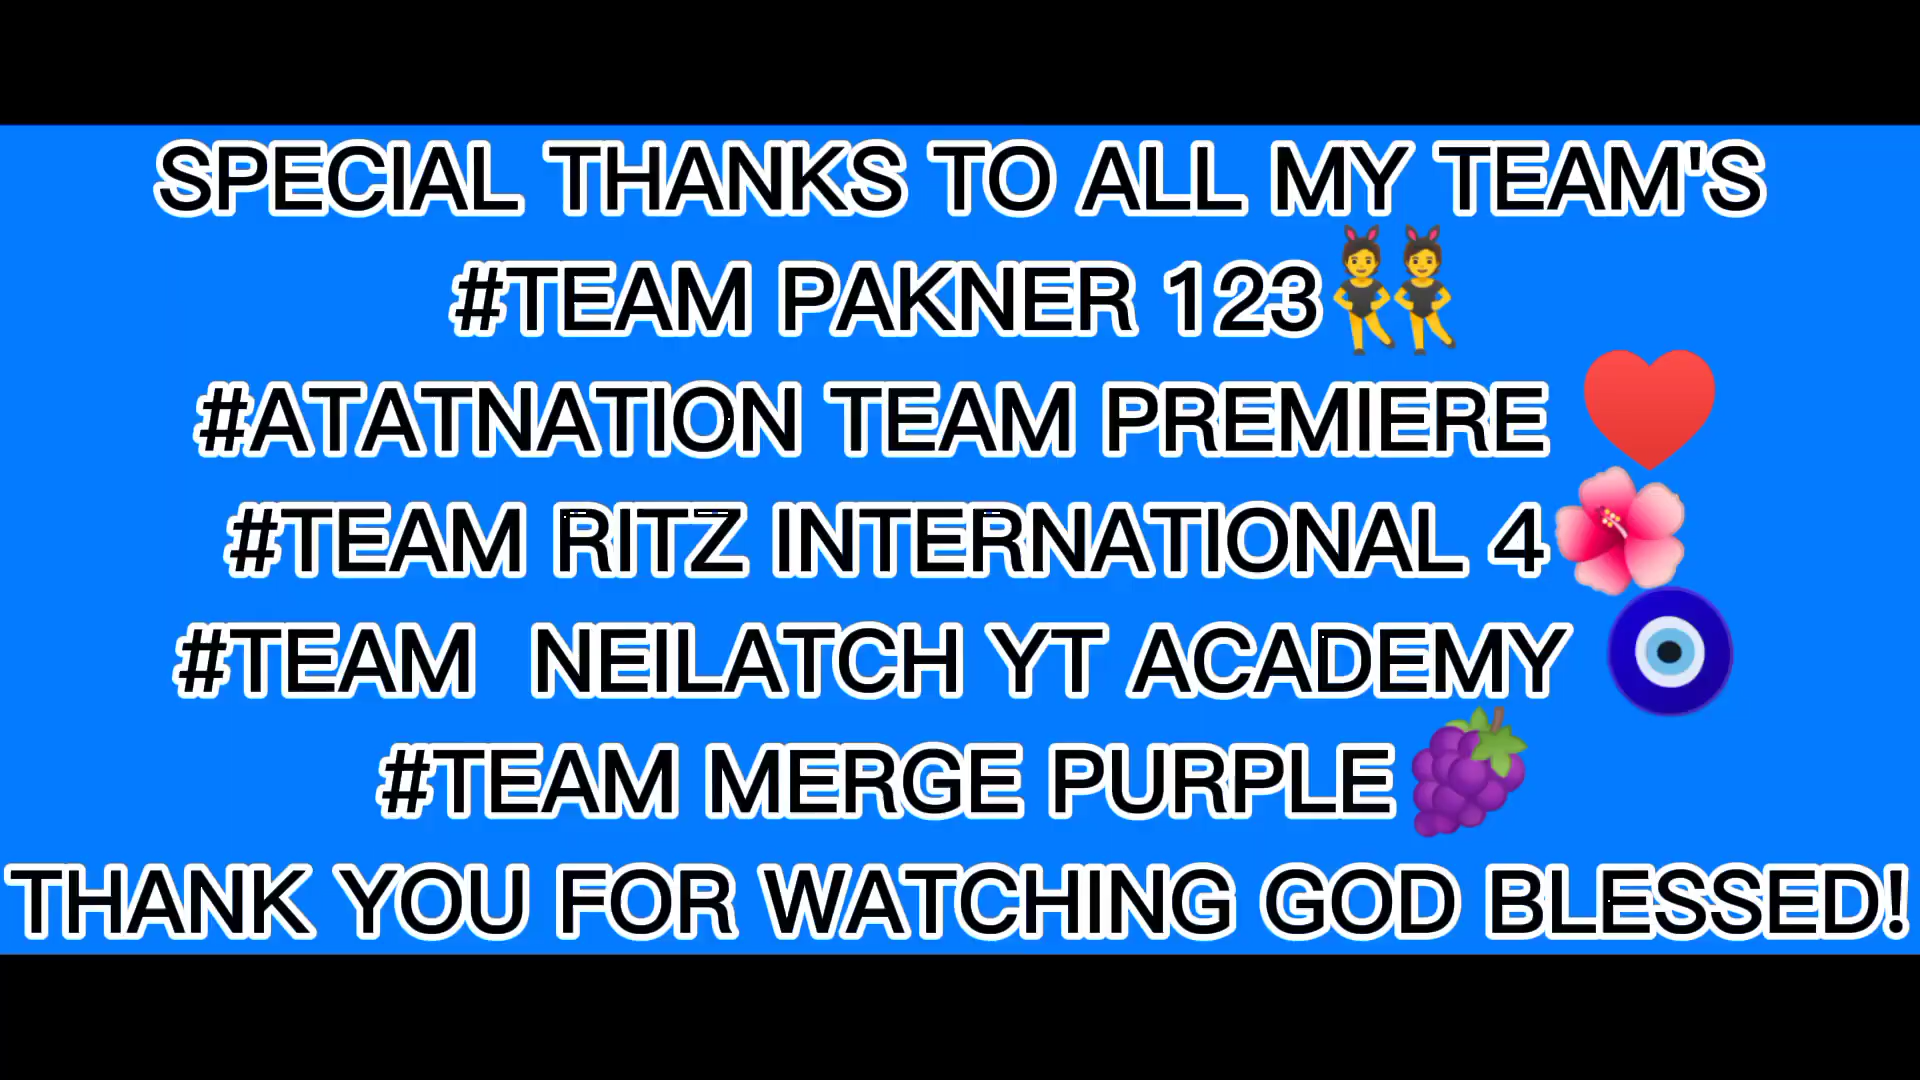 SPECIAL THANKS TO ALL MY TEAM'S
#TEAM PAKNER 123👯
#ATATNATION TEAM PREMIERE ♥️
#TEAM RITZ INTERNATIONAL 4🌺
#TEAM  NEILATCH YT ACADEMY 🧿
#TEAM MERGE PURPLE🍇
THANK YOU FOR WATCHING GOD BLESSED!